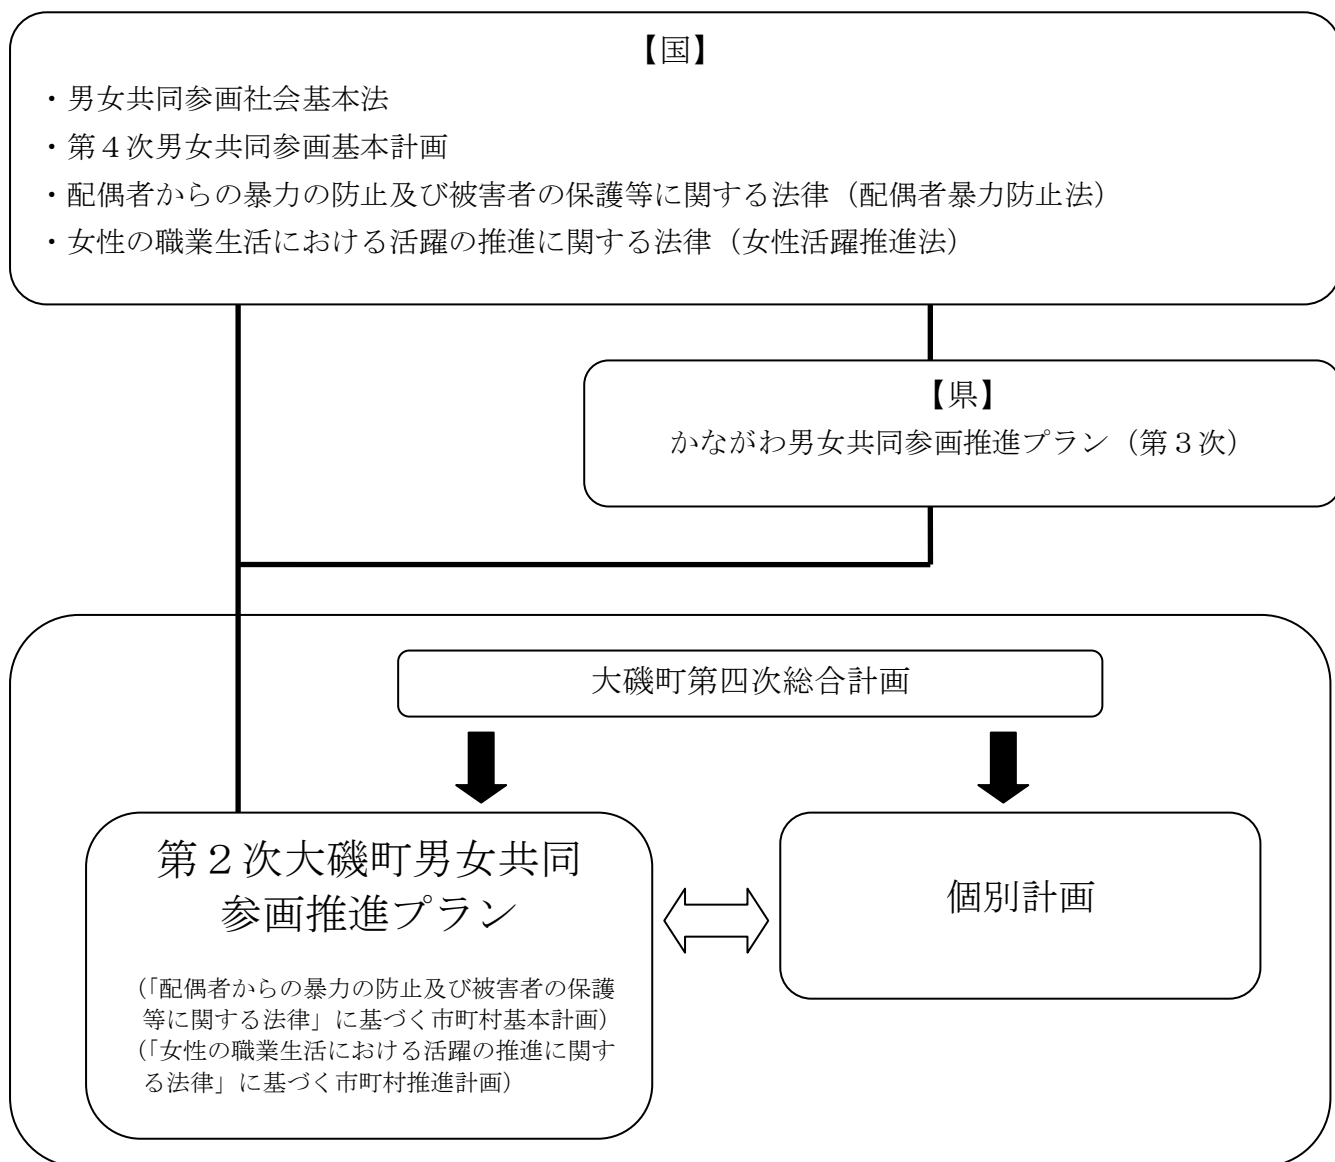 【国】
・男女共同参画社会基本法
・第４次男女共同参画基本計画
・配偶者からの暴力の防止及び被害者の保護等に関する法律（配偶者暴力防止法）
・女性の職業生活における活躍の推進に関する法律（女性活躍推進法）
【県】
かながわ男女共同参画推進プラン（第３次）
大磯町第四次総合計画
第２次大磯町男女共同
参画推進プラン
（「配偶者からの暴力の防止及び被害者の保護
等に関する法律」に基づく市町村基本計画）
（「女性の職業生活における活躍の推進に関す
る法律」に基づく市町村推進計画）
個別計画